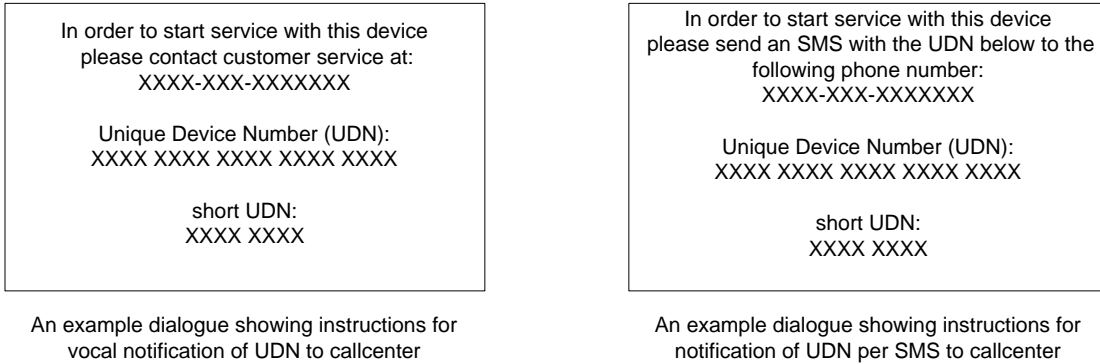 In order to start service with this device
please contact customer service at:
XXXX-XXX-XXXXXXX
Unique Device Number (UDN):
XXXX XXXX XXXX XXXX XXXX
short UDN:
XXXX XXXX
An example dialogue showing instructions for
vocal notification of UDN to callcenter
In order to start service with this device
please send an SMS with the UDN below to the
following phone number:
XXXX-XXX-XXXXXXX
Unique Device Number (UDN):
XXXX XXXX XXXX XXXX XXXX
short UDN:
XXXX XXXX
An example dialogue showing instructions for
notification of UDN per SMS to callcenter